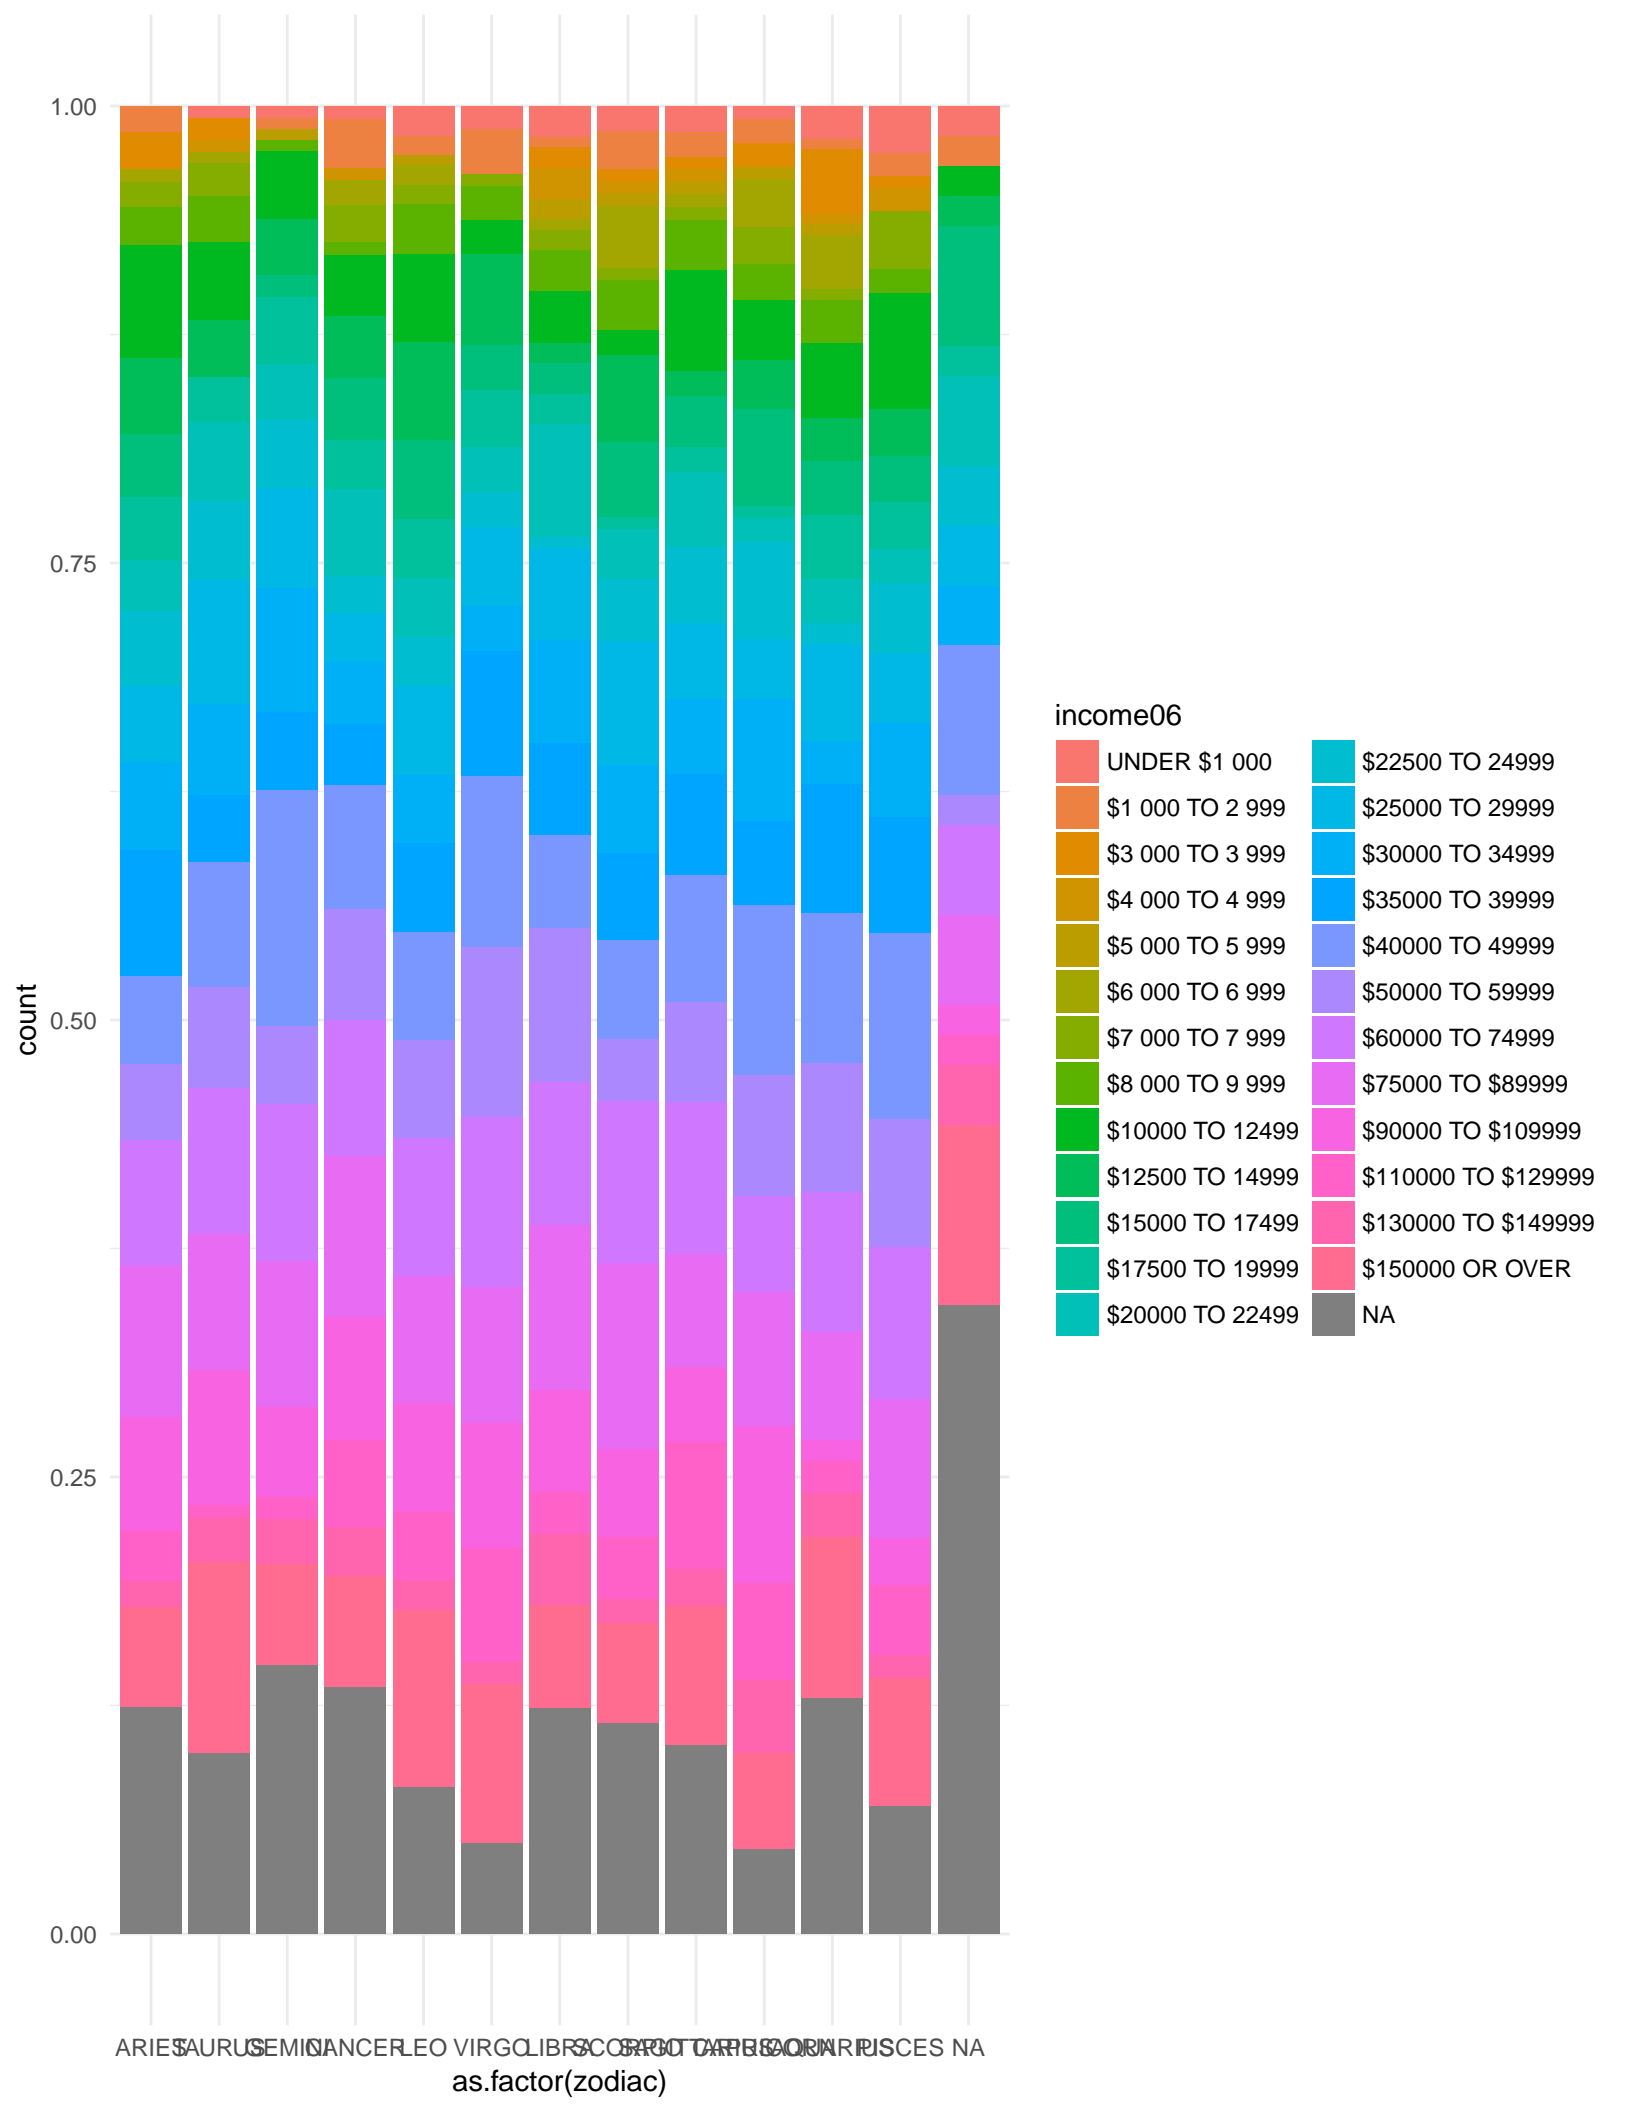 1.00
0.75
0.50
0.25
0.00
count
ARIES TAURUS GEMINI CANCER LEO VIRGO LIBRA SCORPIO SAGITTARIUS CAPRICORN AQUARIUS PISCES NA
as.factor(zodiac)
income06
UNDER $1 000
$1 000 TO 2 999
$3 000 TO 3 999
$4 000 TO 4 999
$5 000 TO 5 999
$6 000 TO 6 999
$7 000 TO 7 999
$8 000 TO 9 999
$10000 TO 12499
$12500 TO 14999
$15000 TO 17499
$17500 TO 19999
$20000 TO 22499
$22500 TO 24999
$25000 TO 29999
$30000 TO 34999
$35000 TO 39999
$40000 TO 49999
$50000 TO 59999
$60000 TO 74999
$75000 TO $89999
$90000 TO $109999
$110000 TO $129999
$130000 TO $149999
$150000 OR OVER
NA